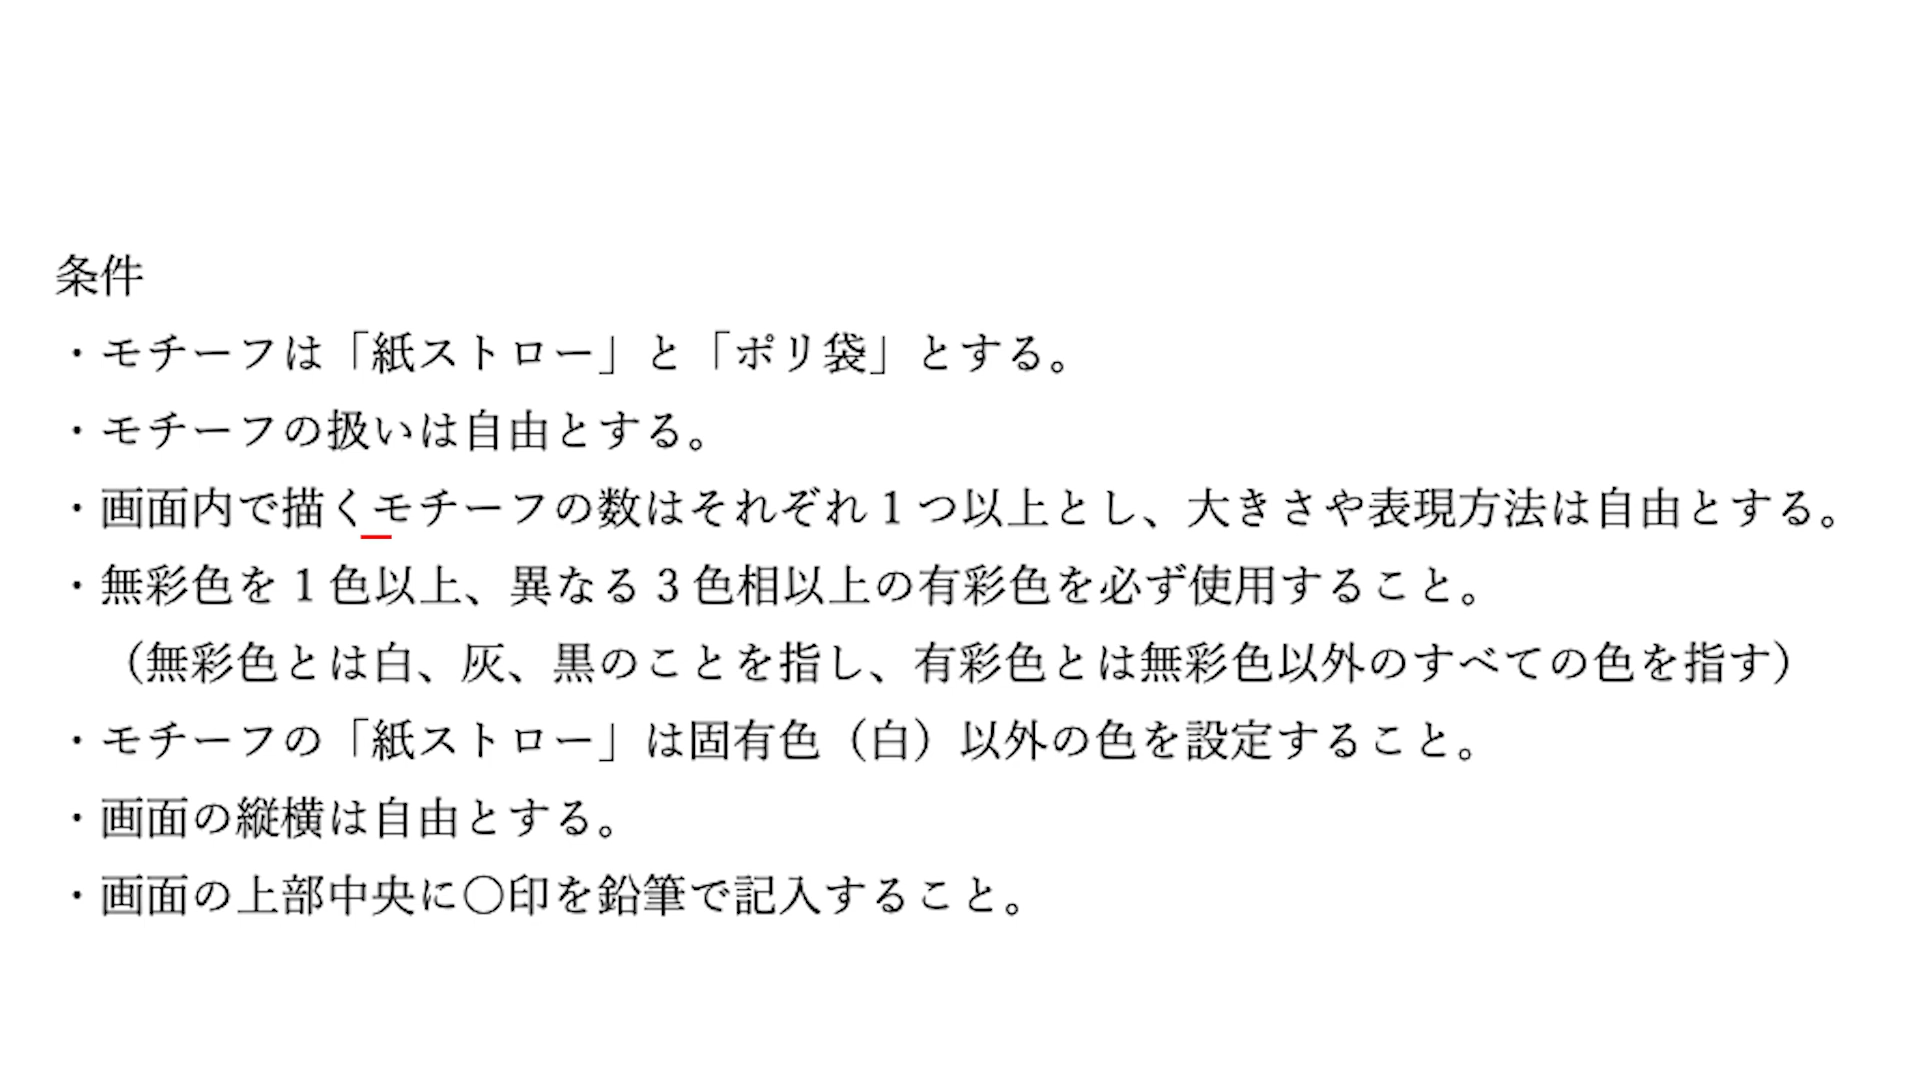 条件
・モチーフは「紙ストロー」と「ポリ袋」とする。
・モチーフの扱いは自由とする。
・画面内で描くモチーフの数はそれぞれ1つ以上とし、大きさや表現方法は自由とする。
・無彩色を1色以上、異なる3色相以上の有彩色を必ず使用すること。
（無彩色とは白、灰、黒のことを指し、有彩色とは無彩色以外のすべての色を指す）
・モチーフの「紙ストロー」は固有色（白）以外の色を設定すること。
・画面の縦横は自由とする。
・画面の上部中央に〇印を鉛筆で記入すること。